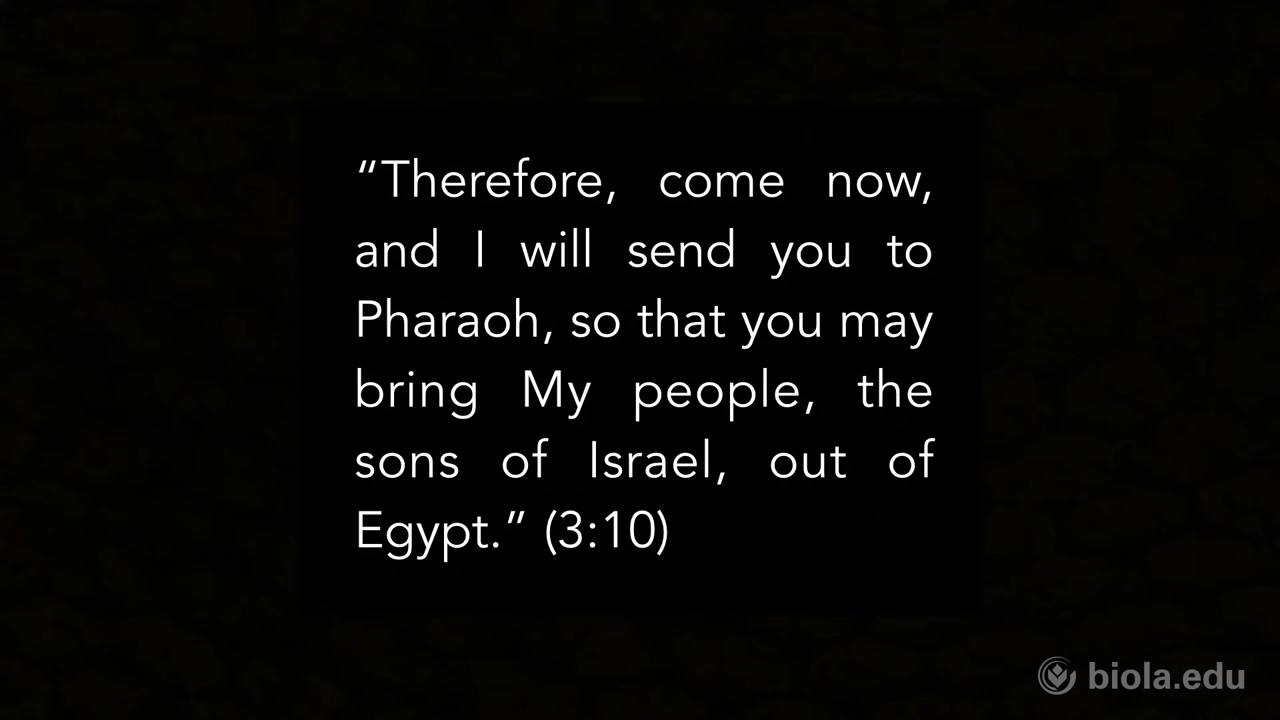 “Therefore, come now,
and I will send you to
Pharaoh, so that you may
bring My people, the
sons of Israel, out of
Egypt.” (3:10)
biola.edu